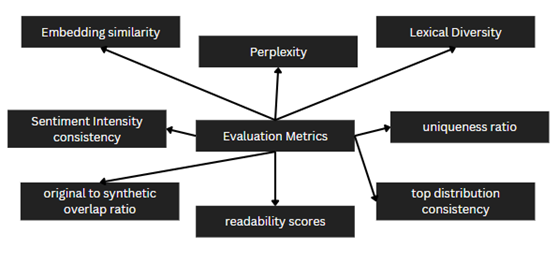 Embedding similarity
Perplexity
Lexical Diversity
Sentiment Intensity
consistency
Evaluation Metrics
uniqueness ratio
original to synthetic
overlap ratio
readability scores
top distribution
consistency